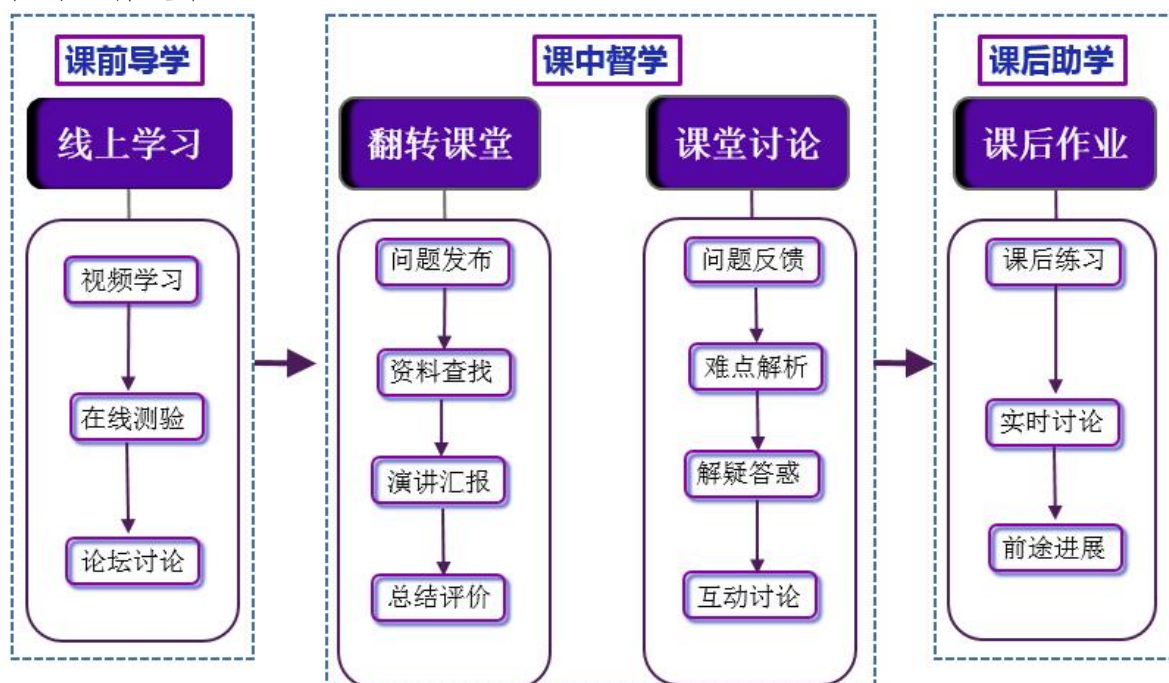 课前导学
线上学习
视频学习
在线测验
论坛讨论
课中督学
翻转课堂
问题发布
资料查找
演讲汇报
总结评价
课堂讨论
问题反馈
难点解析
解疑答惑
互动讨论
课后助学
课后作业
课后练习
实时讨论
前途进展